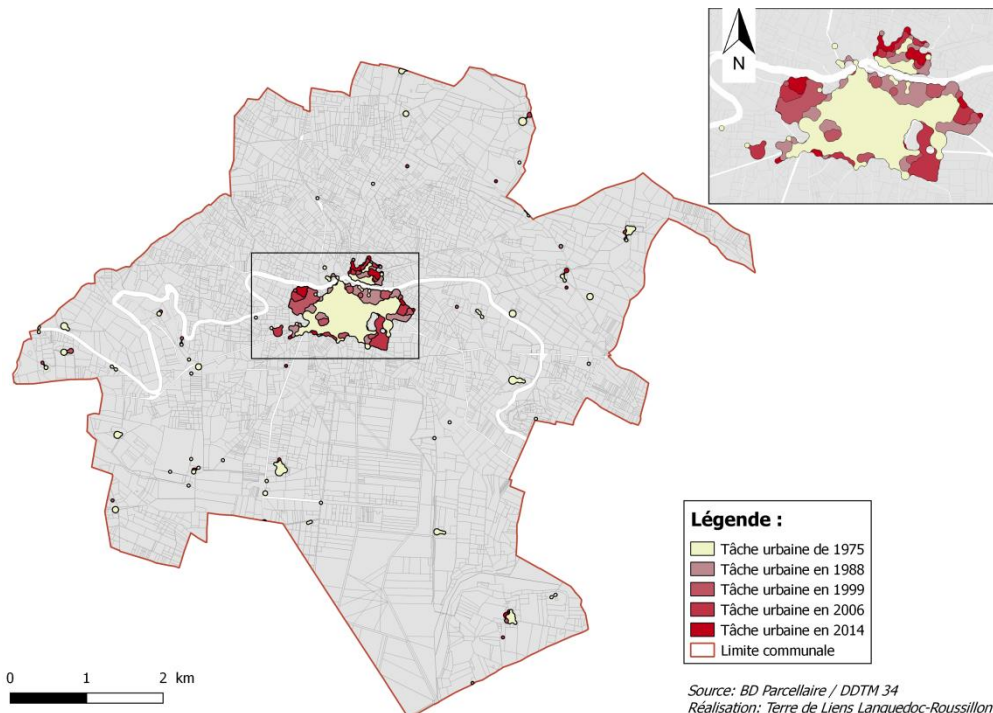 N
Légende :
Tâche urbaine de 1975
Tâche urbaine en 1988
Tâche urbaine en 1999
Tâche urbaine en 2006
Tâche urbaine en 2014
Limite communale
0 1 2 km
Source: BD Parcellaire / DDTM 34
Réalisation: Terre de Liens Languedoc-Roussillon